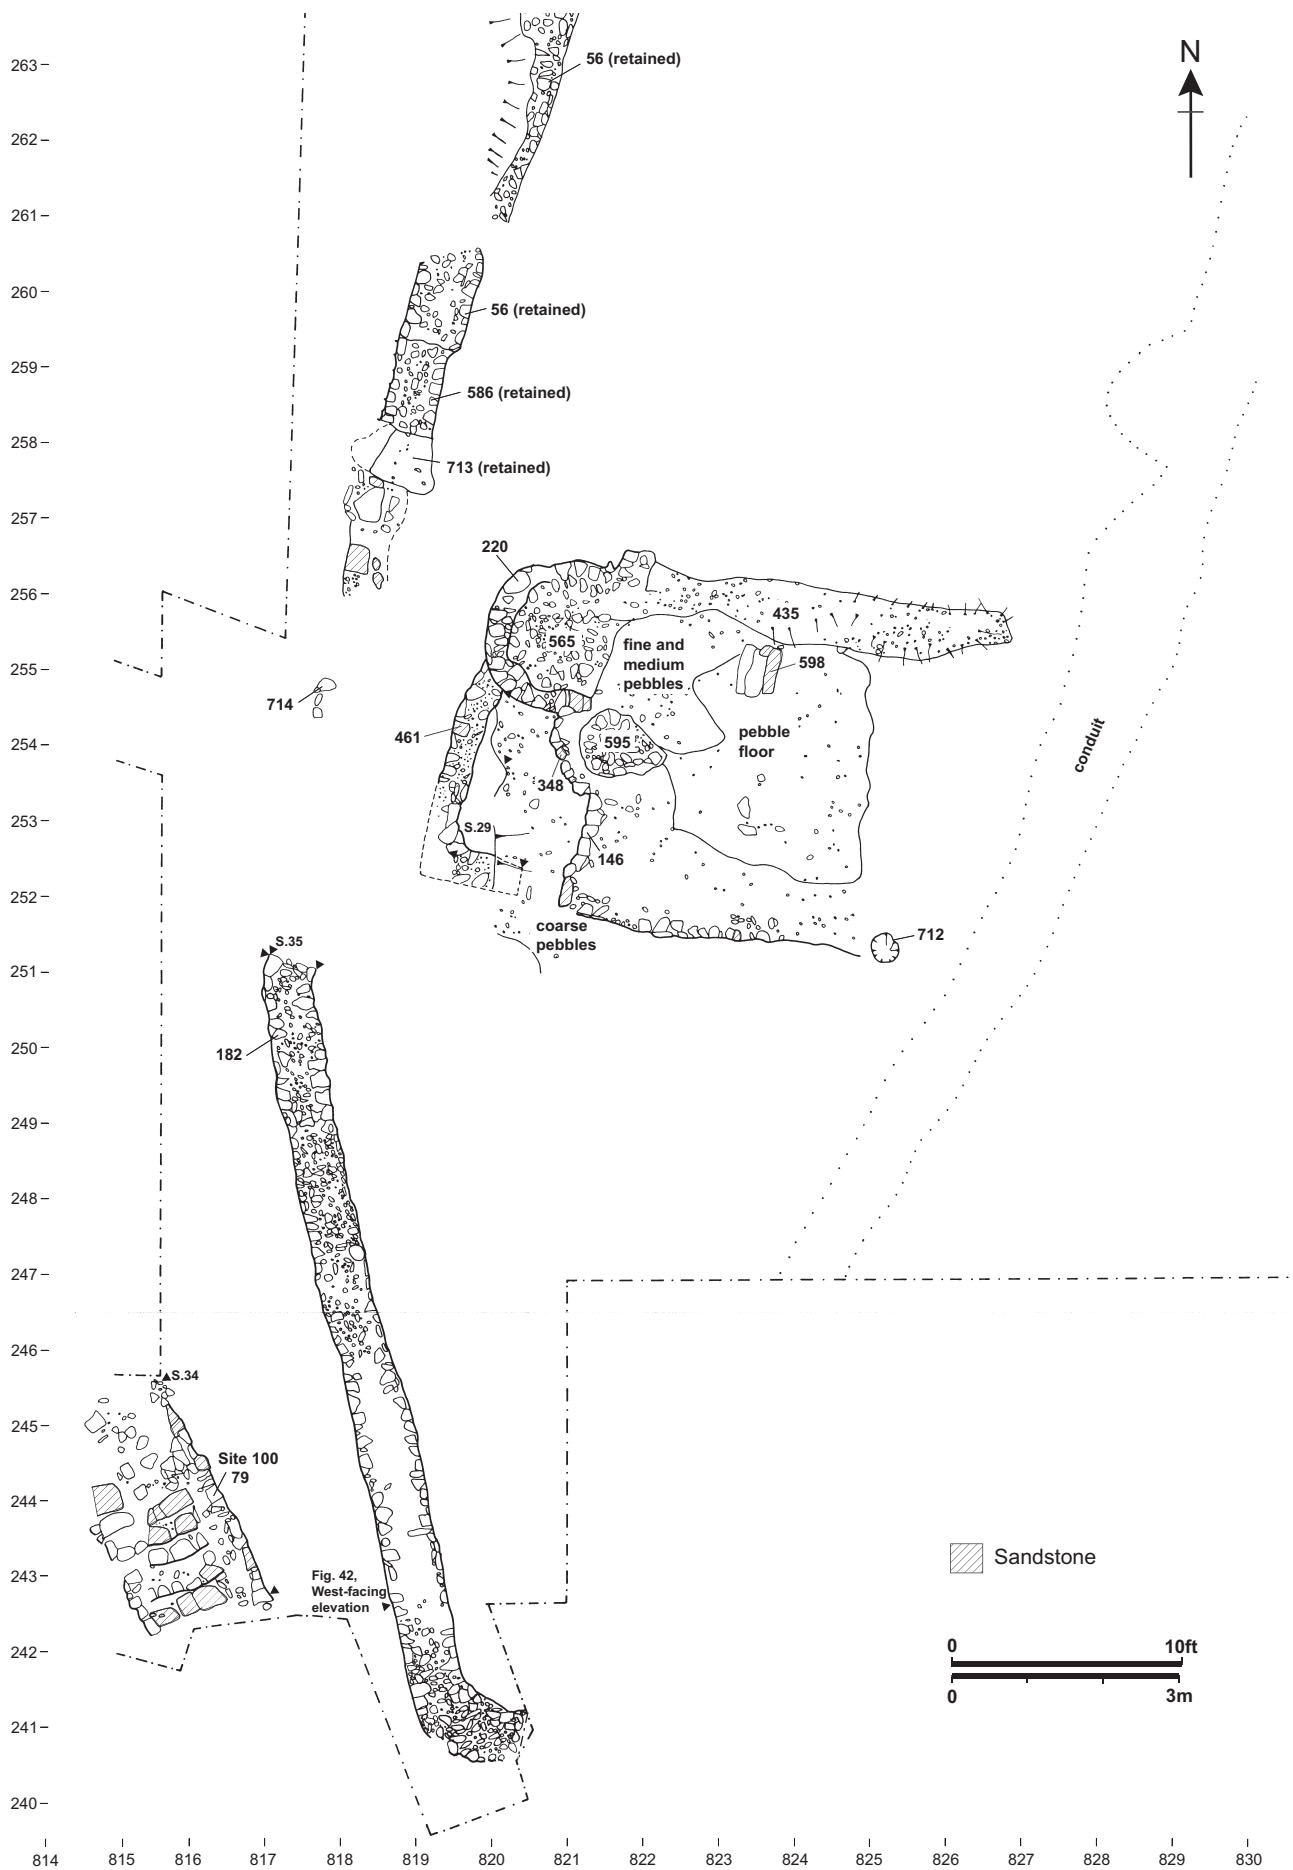 N
263
262
261
260
259
258
257
256
255
254
253
252
251
250
249
248
247
246
245
244
243
242
241
240
56 (retained)
56 (retained)
586 (retained)
713 (retained)
220
435
565
fine and
medium
pebbles
598
714
461
595
pebble
floor
conduit
348
S.29
146
coarse
pebbles
712
S.35
182
S.34
Site 100
79
Fig. 42,
West-facing
elevation
Sandstone
0 10ft
0 3m
814 815 816 817 818 819 820 821 822 823 824 825 826 827 828 829 830